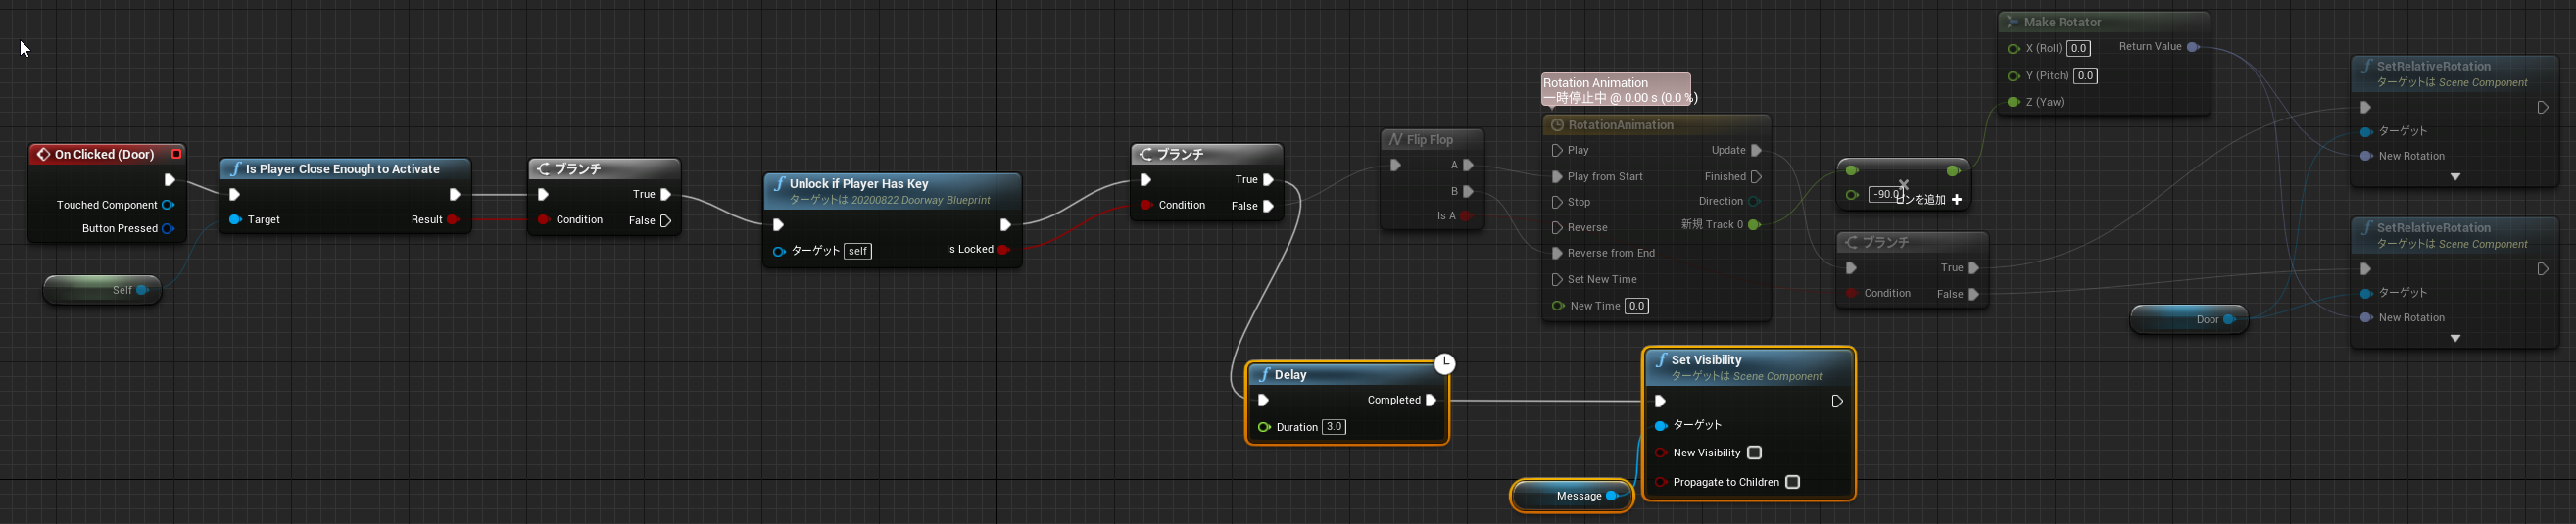 On Clicked (Door)
Touched Component
Button Pressed
Self
Is Player Close Enough to Activate
Target
Result
ブランチ
True
Condition
False
Unlock if Player Has Key
ターゲットは 20200822 Doorway Blueprint
ターゲット self
Is Locked
ブランチ
True
Condition
False
Flip Flop
A
B
Is A
Rotation Animation
一時停止中 @ 0.00 s (0.0 %)
RotationAnimation
Play
Update
Play from Start
Finished
Stop
Direction
Reverse
新規 Track 0
Reverse from End
Set New Time
New Time 0.0
-90.0
ピンを追加 +
ブランチ
True
Condition
False
Make Rotator
X (Roll) 0.0
Return Value
Y (Pitch) 0.0
Z (Yaw)
SetRelativeRotation
ターゲットは Scene Component
ターゲット
New Rotation
SetRelativeRotation
ターゲットは Scene Component
ターゲット
New Rotation
Door
Delay
Completed
Duration 3.0
Set Visibility
ターゲットは Scene Component
ターゲット
New Visibility
Propagate to Children
Message